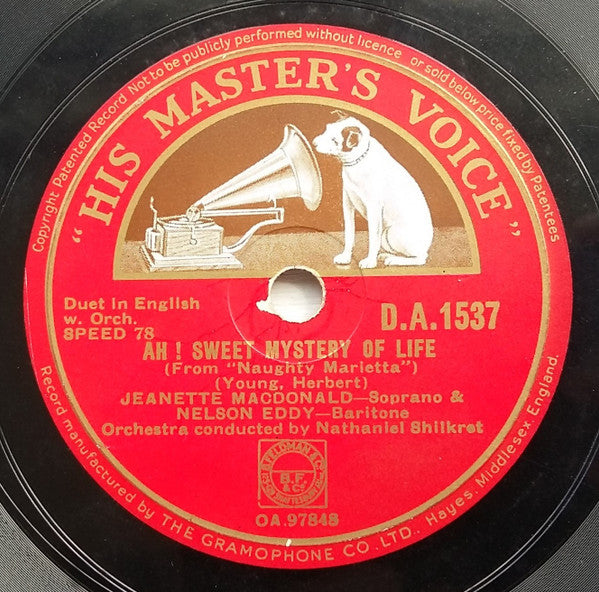 Copyright Patented Record Not to be publicly performed without licence or sold below price fixed by Patentees
"HIS MASTER'S VOICE"
Duet in English
w. Orch.
SPEED 78
D.A.1537
AH! SWEET MYSTERY OF LIFE
(From "Naughty Marietta")
(Young, Herbert)
JEANETTE MACDONALD—Soprano &
NELSON EDDY—Baritone
Orchestra conducted by Nathaniel Shilkret
B. FELDMAN & Co.
B.F.
& Co.
OA.97848
Record manufactured by THE GRAMOPHONE CO., LTD., Hayes, Middlesex, England.